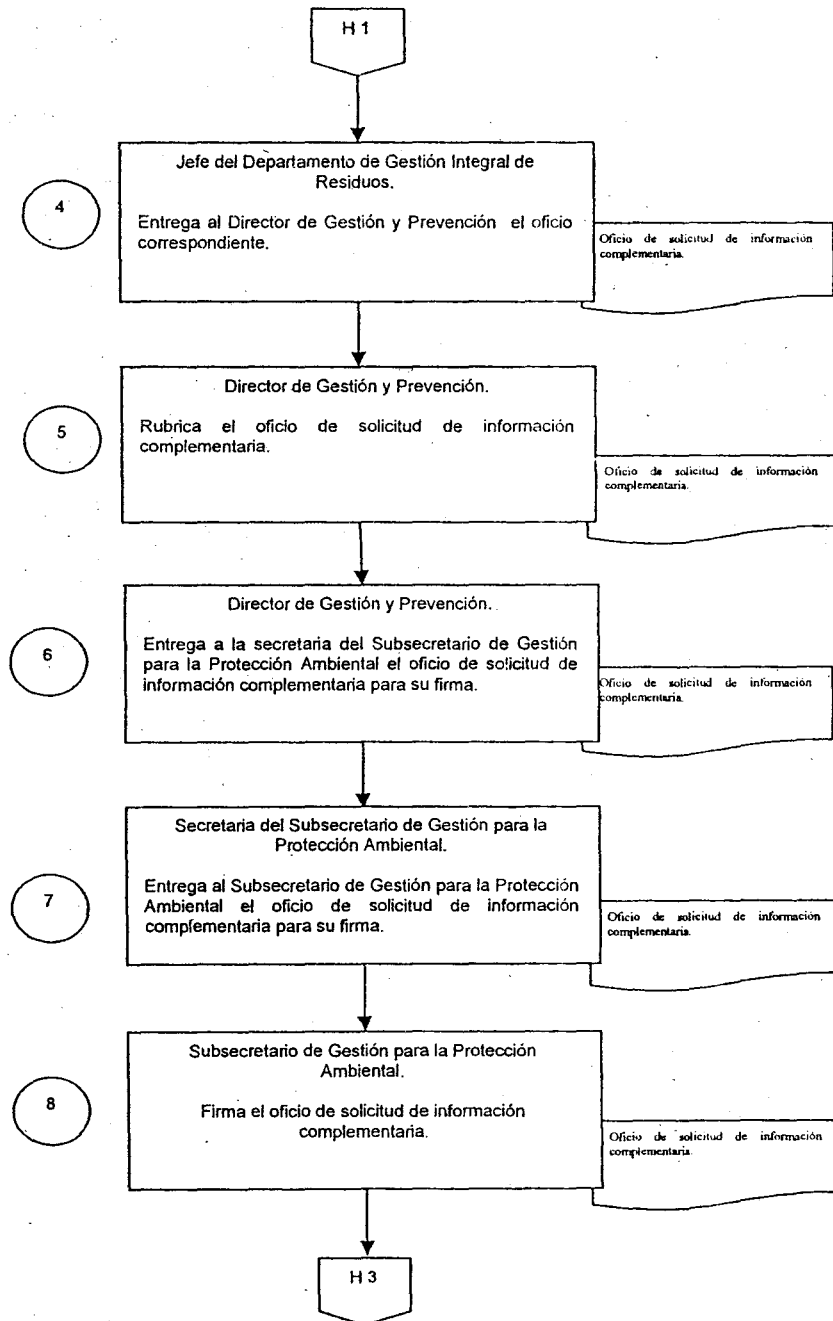 H 1
Jefe del Departamento de Gestión Integral de
Residuos.
4
Entrega al Director de Gestión y Prevención el oficio
correspondiente.
Oficio de solicitud de información
complementaria.
Director de Gestión y Prevención.
5
Rubrica el oficio de solicitud de información
complementaria.
Oficio de solicitud de información
complementaria.
Director de Gestión y Prevención.
6
Entrega a la secretaria del Subsecretario de Gestión
para la Protección Ambiental el oficio de solicitud de
información complementaria para su firma.
Oficio de solicitud de información
complementaria.
Secretaria del Subsecretario de Gestión para la
Protección Ambiental.
7
Entrega al Subsecretario de Gestión para la Protección
Ambiental el oficio de solicitud de información
complementaria para su firma.
Oficio de solicitud de información
complementaria.
Subsecretario de Gestión para la Protección
Ambiental.
8
Firma el oficio de solicitud de información
complementaria.
Oficio de solicitud de información
complementaria.
H 3